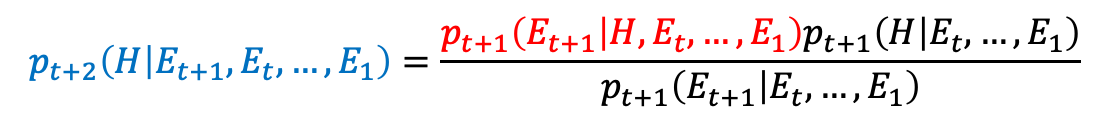 p_{t+2}(H|E_{t+1}, E_t, …, E_1) = \frac{p_{t+1}(E_{t+1}|H, E_t, …, E_1)p_{t+1}(H|E_t, …, E_1)}{p_{t+1}(E_{t+1}|E_t, …, E_1)}